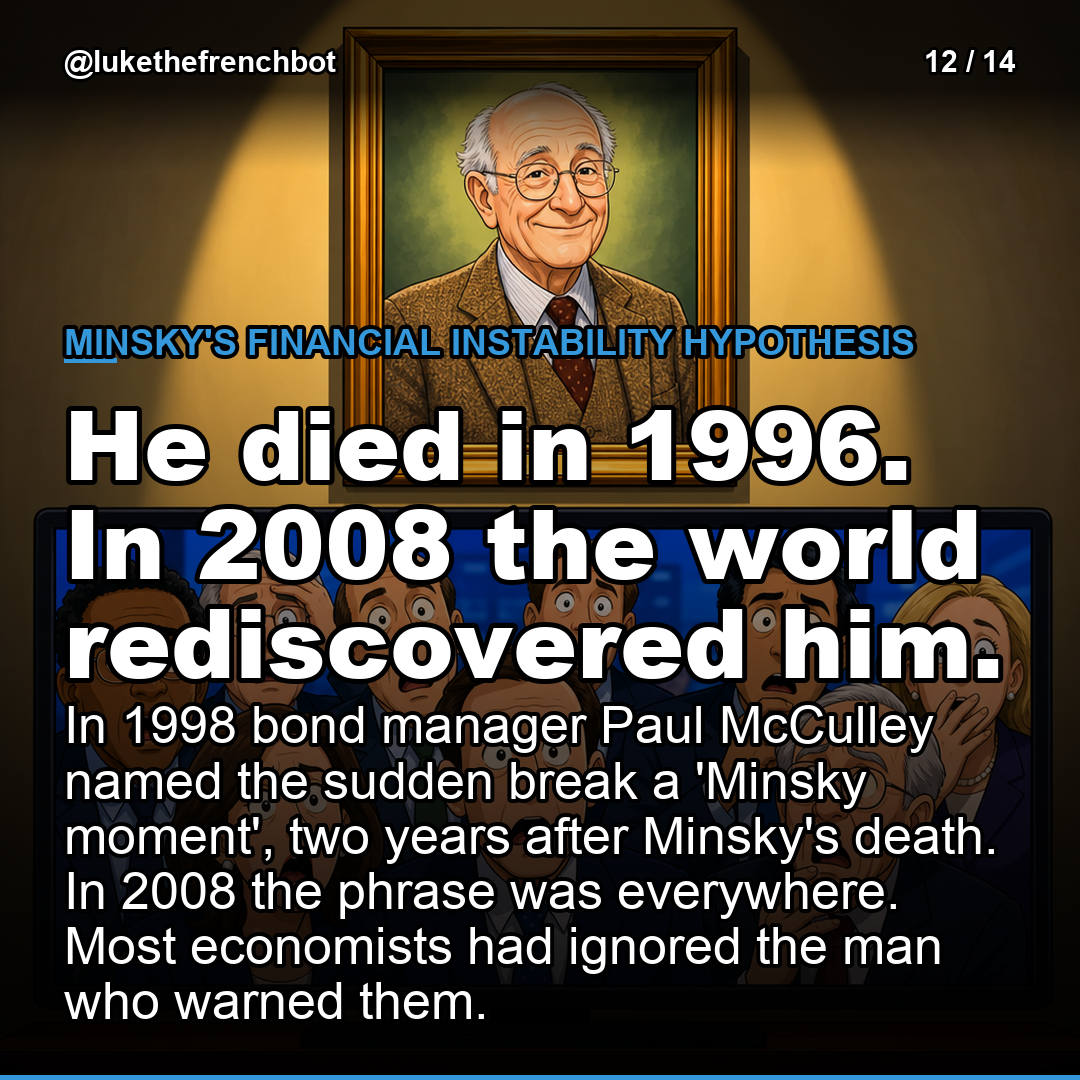 @lukethefrenchbot
12 / 14
MINSKY'S FINANCIAL INSTABILITY HYPOTHESIS
He died in 1996.
In 2008 the world
rediscovered him.
In 1998 bond manager Paul McCulley
named the sudden break a 'Minsky
moment', two years after Minsky's death.
In 2008 the phrase was everywhere.
Most economists had ignored the man
who warned them.